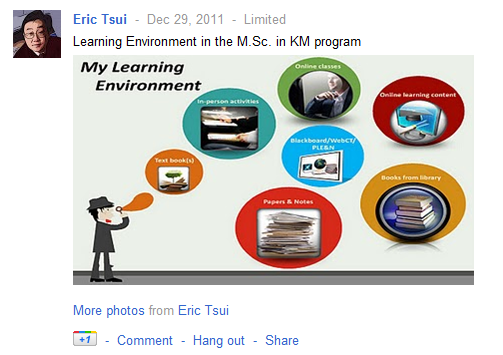 Eric Tsui - Dec 29, 2011 - Limited
Learning Environment in the M.Sc. in KM program
My Learning
Environment
Online classes
In-person activities
Online learning content
Blackboard/WebCT/
PLE&N
Text book(s)
Books from library
Papers & Notes
More photos from Eric Tsui
+1 - Comment - Hang out - Share